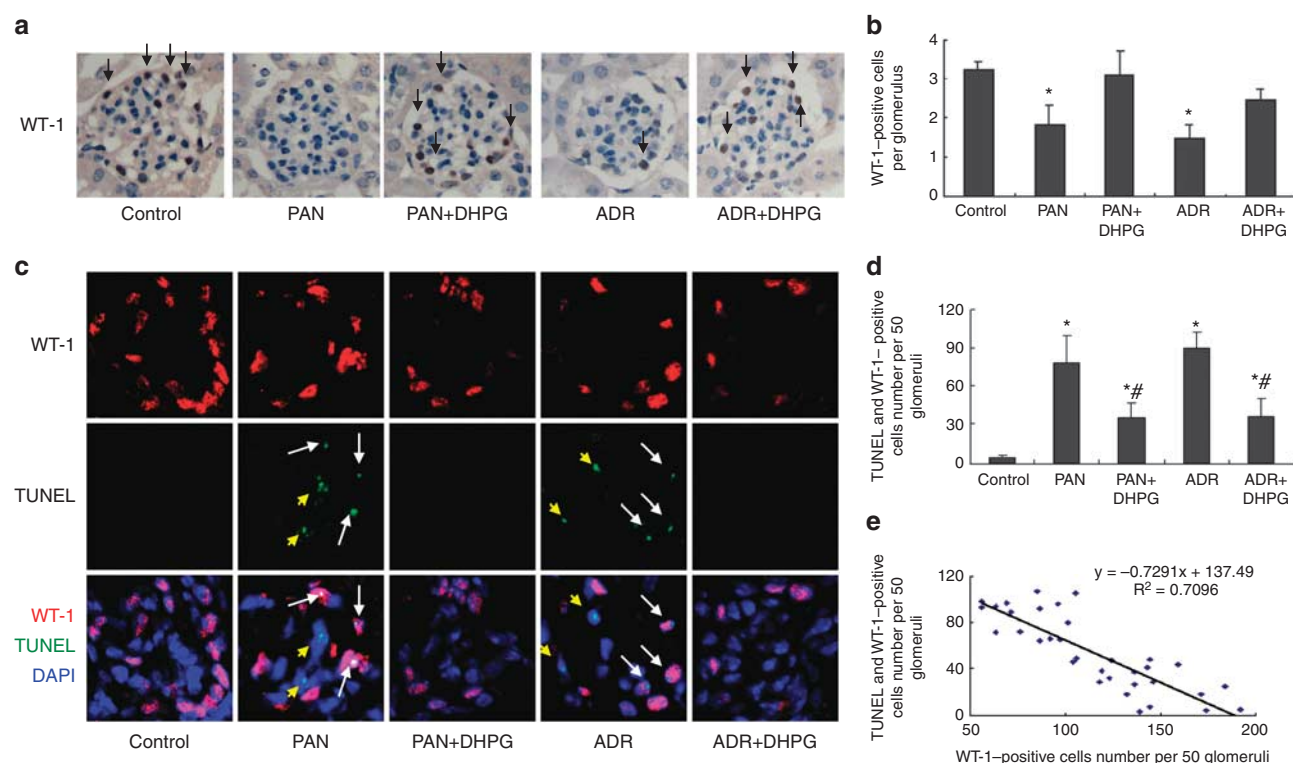 a
WT-1
Control
PAN
PAN+DHPG
ADR
ADR+DHPG
b
WT-1–positive cells
per glomerulus
4
3
2
1
0
*
*
Control
PAN
PAN+
DHPG
ADR
ADR+
DHPG
c
WT-1
TUNEL
WT-1
TUNEL
DAPI
Control
PAN
PAN+DHPG
ADR
ADR+DHPG
d
TUNEL and WT-1– positive
cells number per 50
glomeruli
120
90
60
30
0
*
*#
*
*#
Control
PAN
PAN+
DHPG
ADR
ADR+
DHPG
e
TUNEL and WT-1–positive
cells number per 50
glomeruli
y = –0.7291x + 137.49
R² = 0.7096
120
80
40
0
50
100
150
200
WT-1–positive cells number per 50 glomeruli